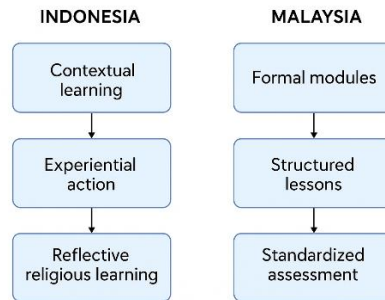 INDONESIA
Contextual
learning
Experiential
action
Reflective
religious learning
MALAYSIA
Formal modules
Structured
lessons
Standardized
assessment